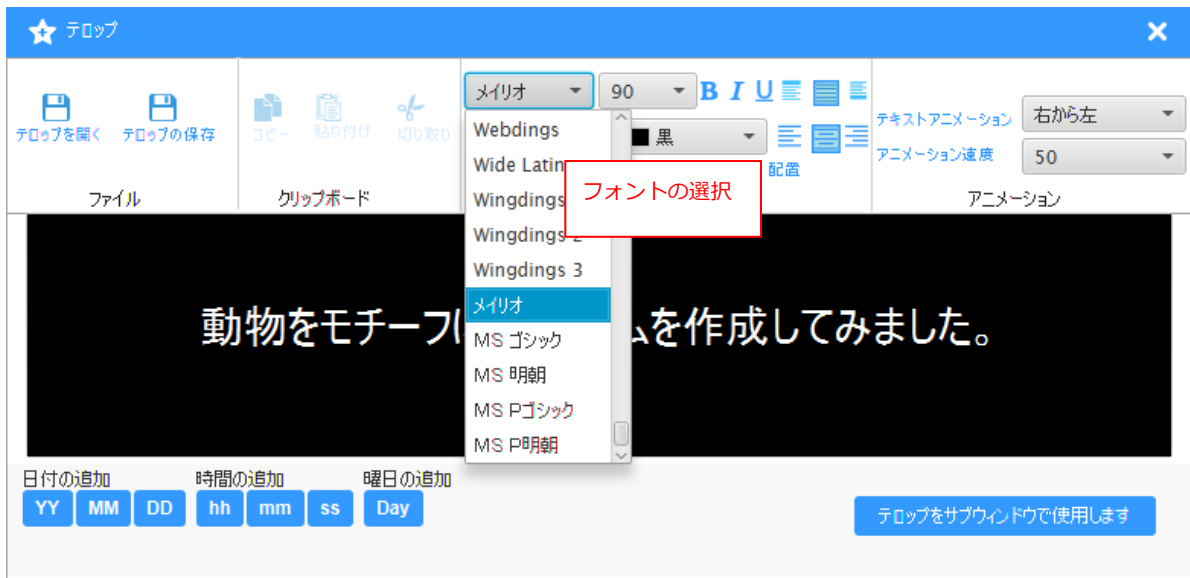 テロップ
テロップを開く テロップの保存
ファイル
コピー 貼り付け 切り取り
クリップボード
メイリオ 90 B I U
黒
配置
テキストアニメーション 右から左
アニメーション速度 50
アニメーション
Webdings
Wide Latin
Wingdings
Wingdings 2
Wingdings 3
メイリオ
MS ゴシック
MS 明朝
MS Pゴシック
MS P明朝
フォントの選択
動物をモチーフ
を作成してみました。
日付の追加 時間の追加 曜日の追加
YY MM DD hh mm ss Day
テロップをサブウィンドウで使用します